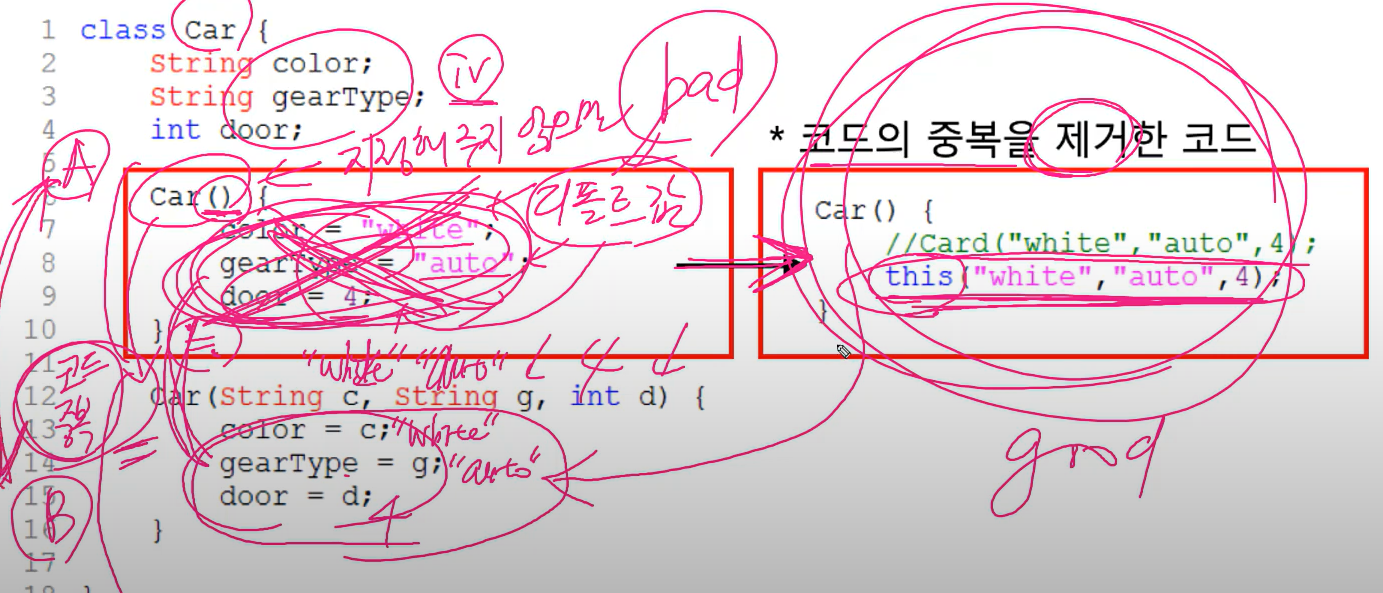 1 class Car {
2 String color;
3 String gearType;
4 int door;
5
6 Car() {
7 color = "white";
8 gearType = "auto";
9 door = 4;
10 }
11
12 Car(String c, String g, int d) {
13 color = c;
14 gearType = g;
15 door = d;
16 }
17
18 }
iv
bad
지정해주지 않으면
디폴트값
A
B
코드
중복
"white" "auto" 4
"white"
"auto"
4
* 코드의 중복을 제거한 코드
Car() {
//Card("white","auto",4);
this("white","auto",4);
}
good